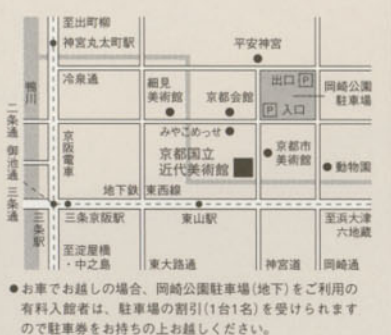 至出町柳
神宮丸太町駅
平安神宮
鴨川
冷泉通
細見
美術館
京都会館
出口 P
P 入口
岡崎公園
駐車場
二条通
御池通
三条通
京阪電車
みやこめっせ
京都国立
近代美術館
京都市
美術館
動物園
地下鉄 東西線
三条駅
三条京阪駅
東山駅
至浜大津
六地蔵
至淀屋橋
・中之島
東大路通
神宮道
岡崎通
●お車でお越しの場合、岡崎公園駐車場(地下)をご利用の
有料入館者は、駐車場の割引(1台1名)を受けられます
ので駐車券をお持ちの上お越しください。